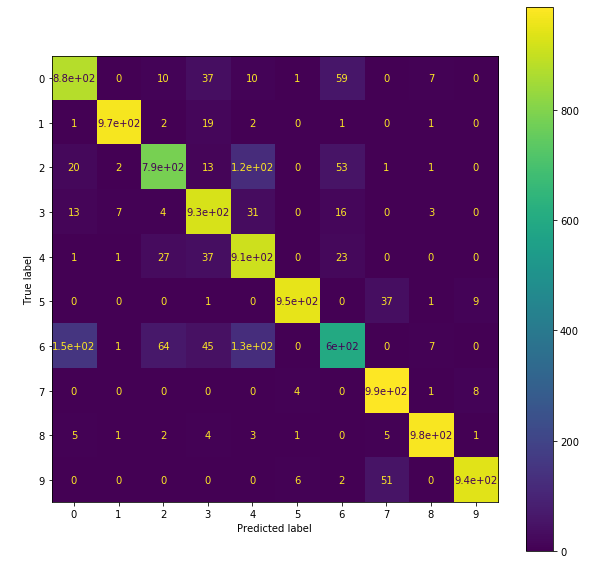 0 8.8e+02 0 10 37 10 1 59 0 7 0
1 1 9.7e+02 2 19 2 0 1 0 1 0
2 20 2 7.9e+02 13 1.2e+02 0 53 1 1 0
3 13 7 4 9.3e+02 31 0 16 0 3 0
4 1 1 27 37 9.1e+02 0 23 0 0 0
5 0 0 0 1 0 9.5e+02 0 37 1 9
6 1.5e+02 1 64 45 1.3e+02 0 6e+02 0 7 0
7 0 0 0 0 0 4 0 9.9e+02 1 8
8 5 1 2 4 3 1 0 5 9.8e+02 1
9 0 0 0 0 0 6 2 51 0 9.4e+02
0 1 2 3 4 5 6 7 8 9
Predicted label
True label
800
600
400
200
0